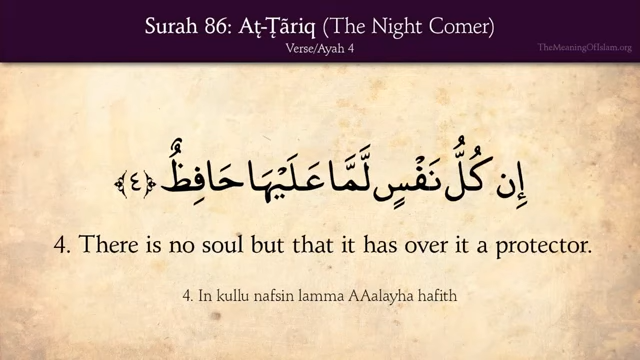 Surah 86: Aṭ-Ṭãriq (The Night Comer)
Verse/Ayah 4
TheMeaningOfIslam.org
إِن كُلُّ نَفْسٍ لَّمَّا عَلَيْهَا حَافِظٌ ﴿٤﴾
4. There is no soul but that it has over it a protector.
4. In kullu nafsin lamma AAalayha hafith